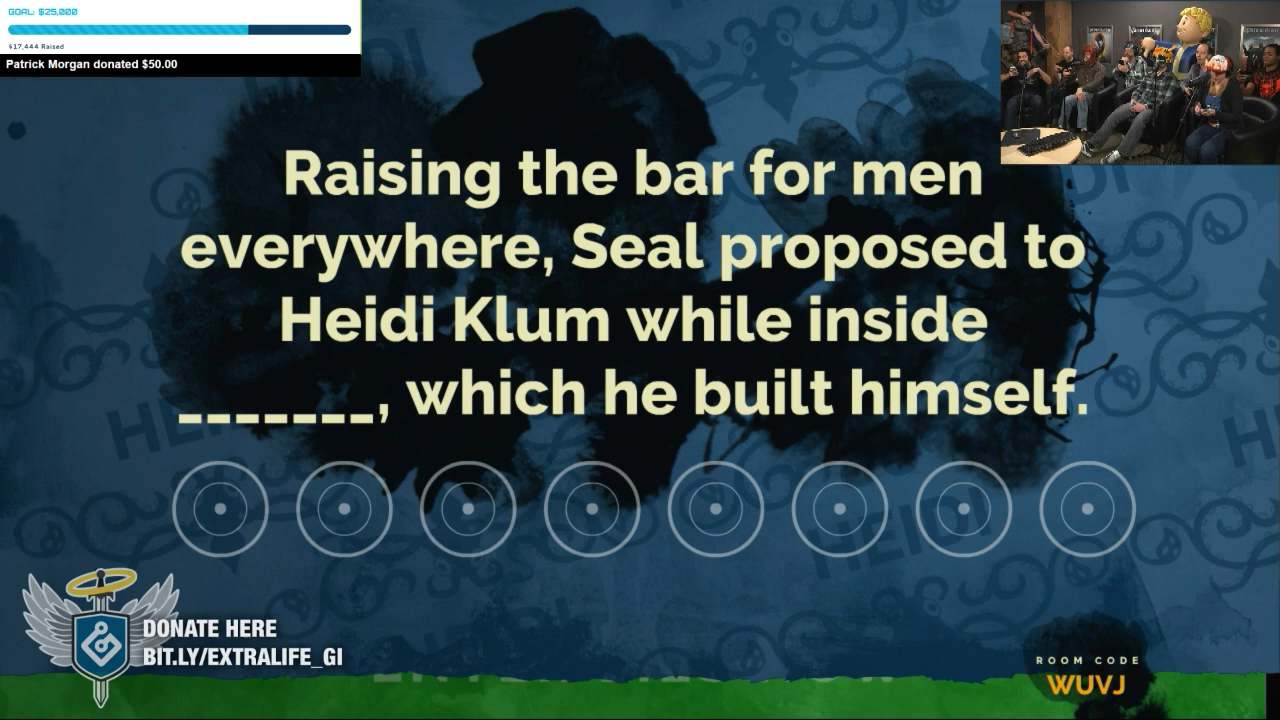 GOAL: $25,000
$17,444 Raised
Patrick Morgan donated $50.00
Raising the bar for men
everywhere, Seal proposed to
Heidi Klum while inside
_______, which he built himself.
HEIDI
DONATE HERE
BIT.LY/EXTRALIFE_GI
ROOM CODE
WUVJ